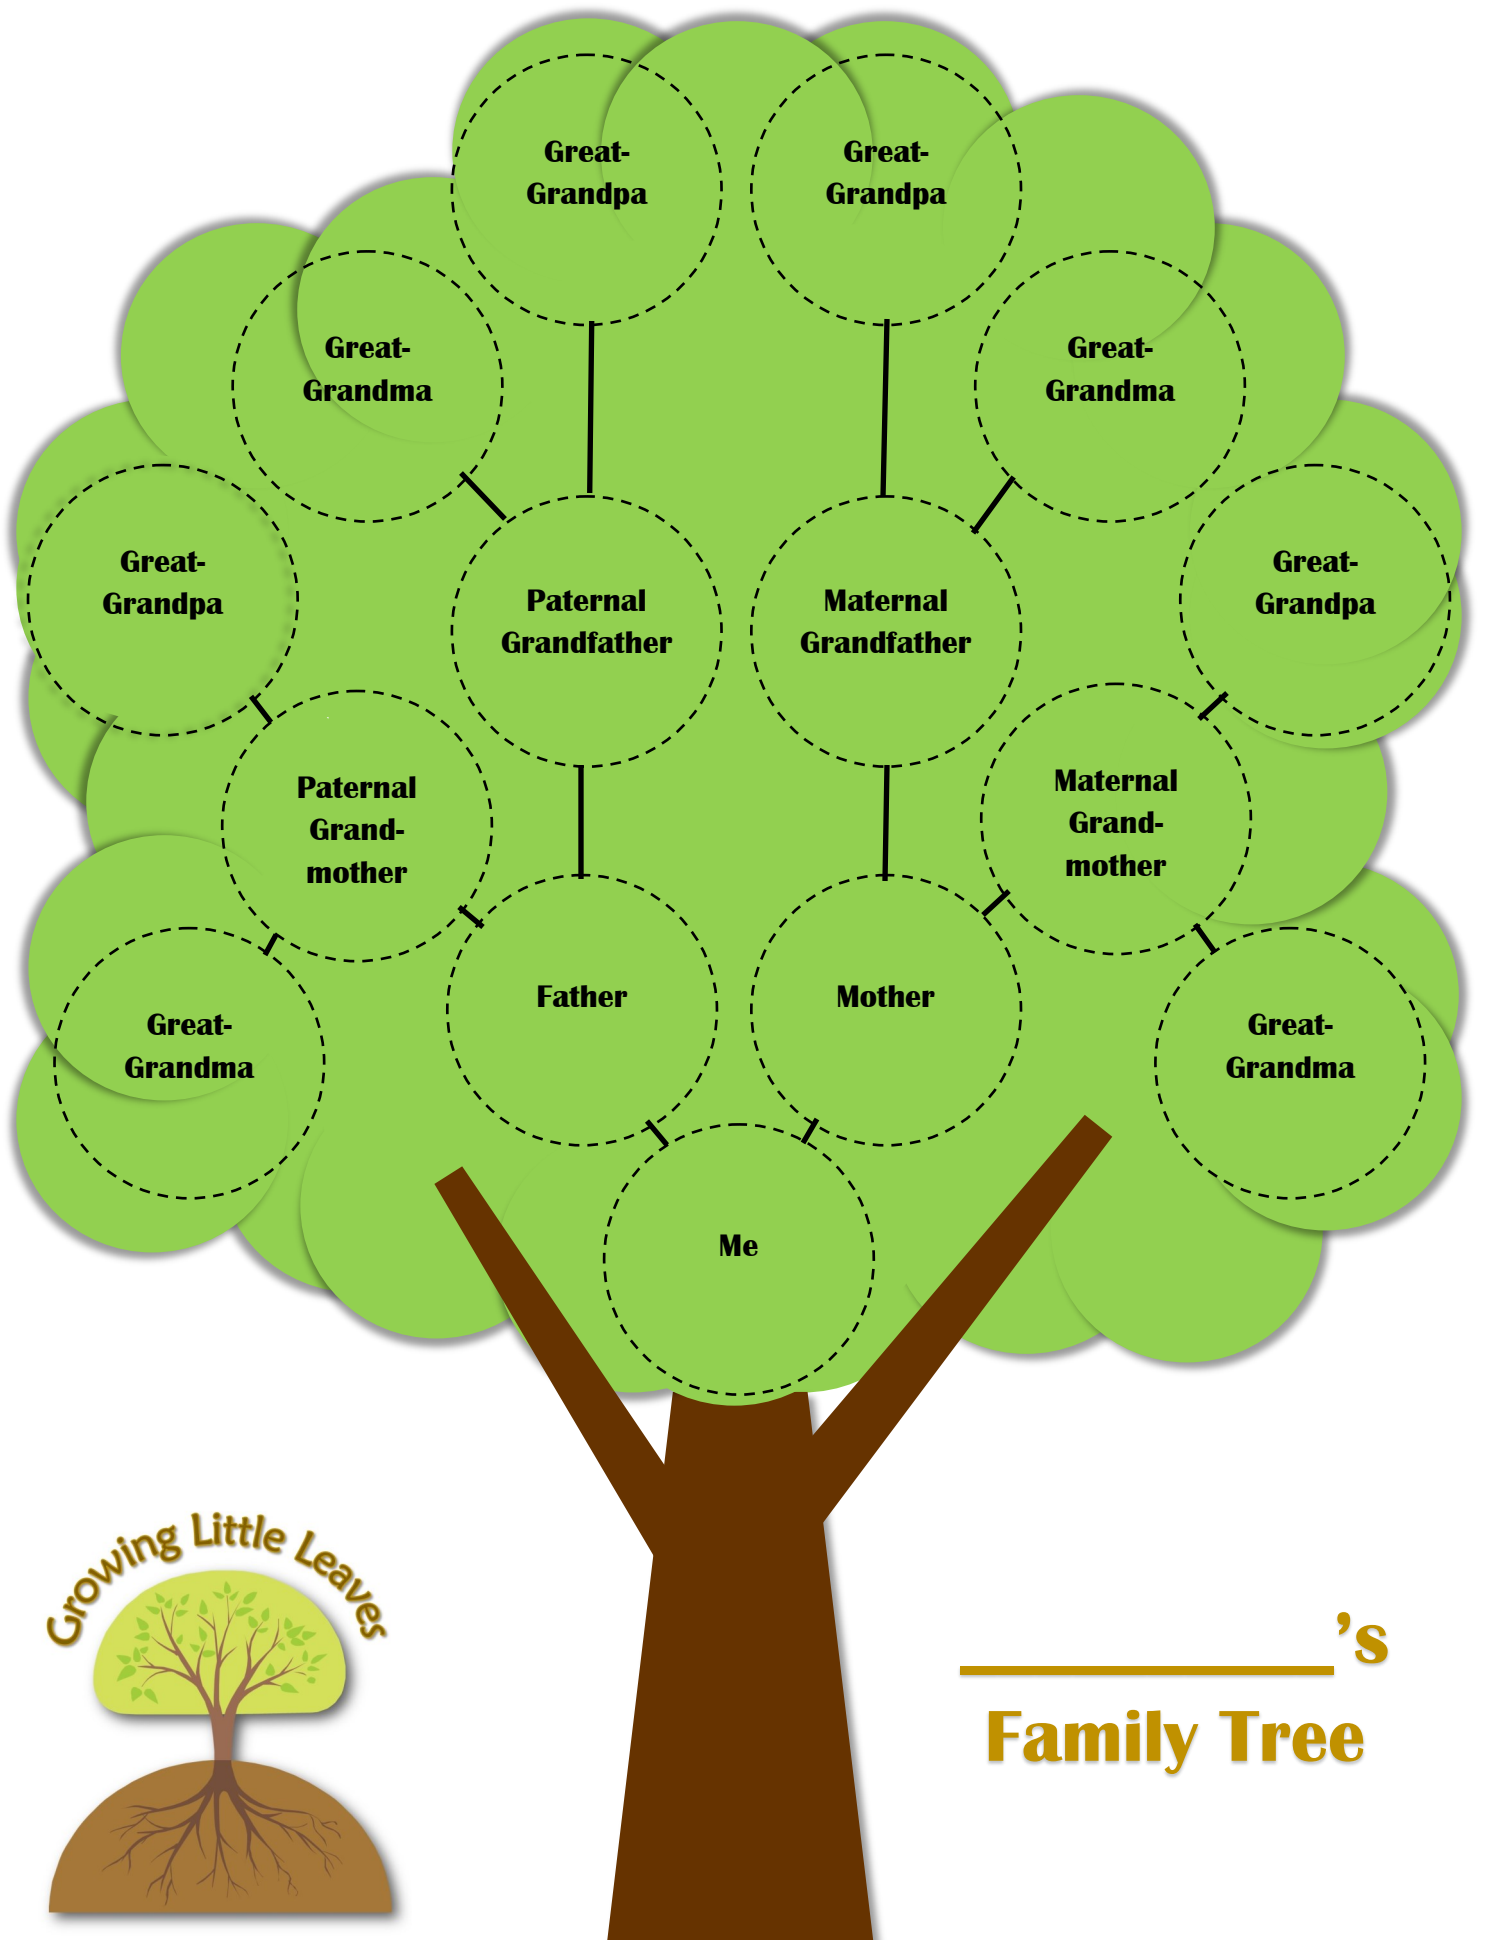 Great-
Grandpa
Great-
Grandpa
Great-
Grandma
Great-
Grandma
Great-
Grandpa
Paternal
Grandfather
Maternal
Grandfather
Great-
Grandpa
Paternal
Grand-
mother
Maternal
Grand-
mother
Father
Mother
Great-
Grandma
Great-
Grandma
Me
Growing Little Leaves
’s
Family Tree